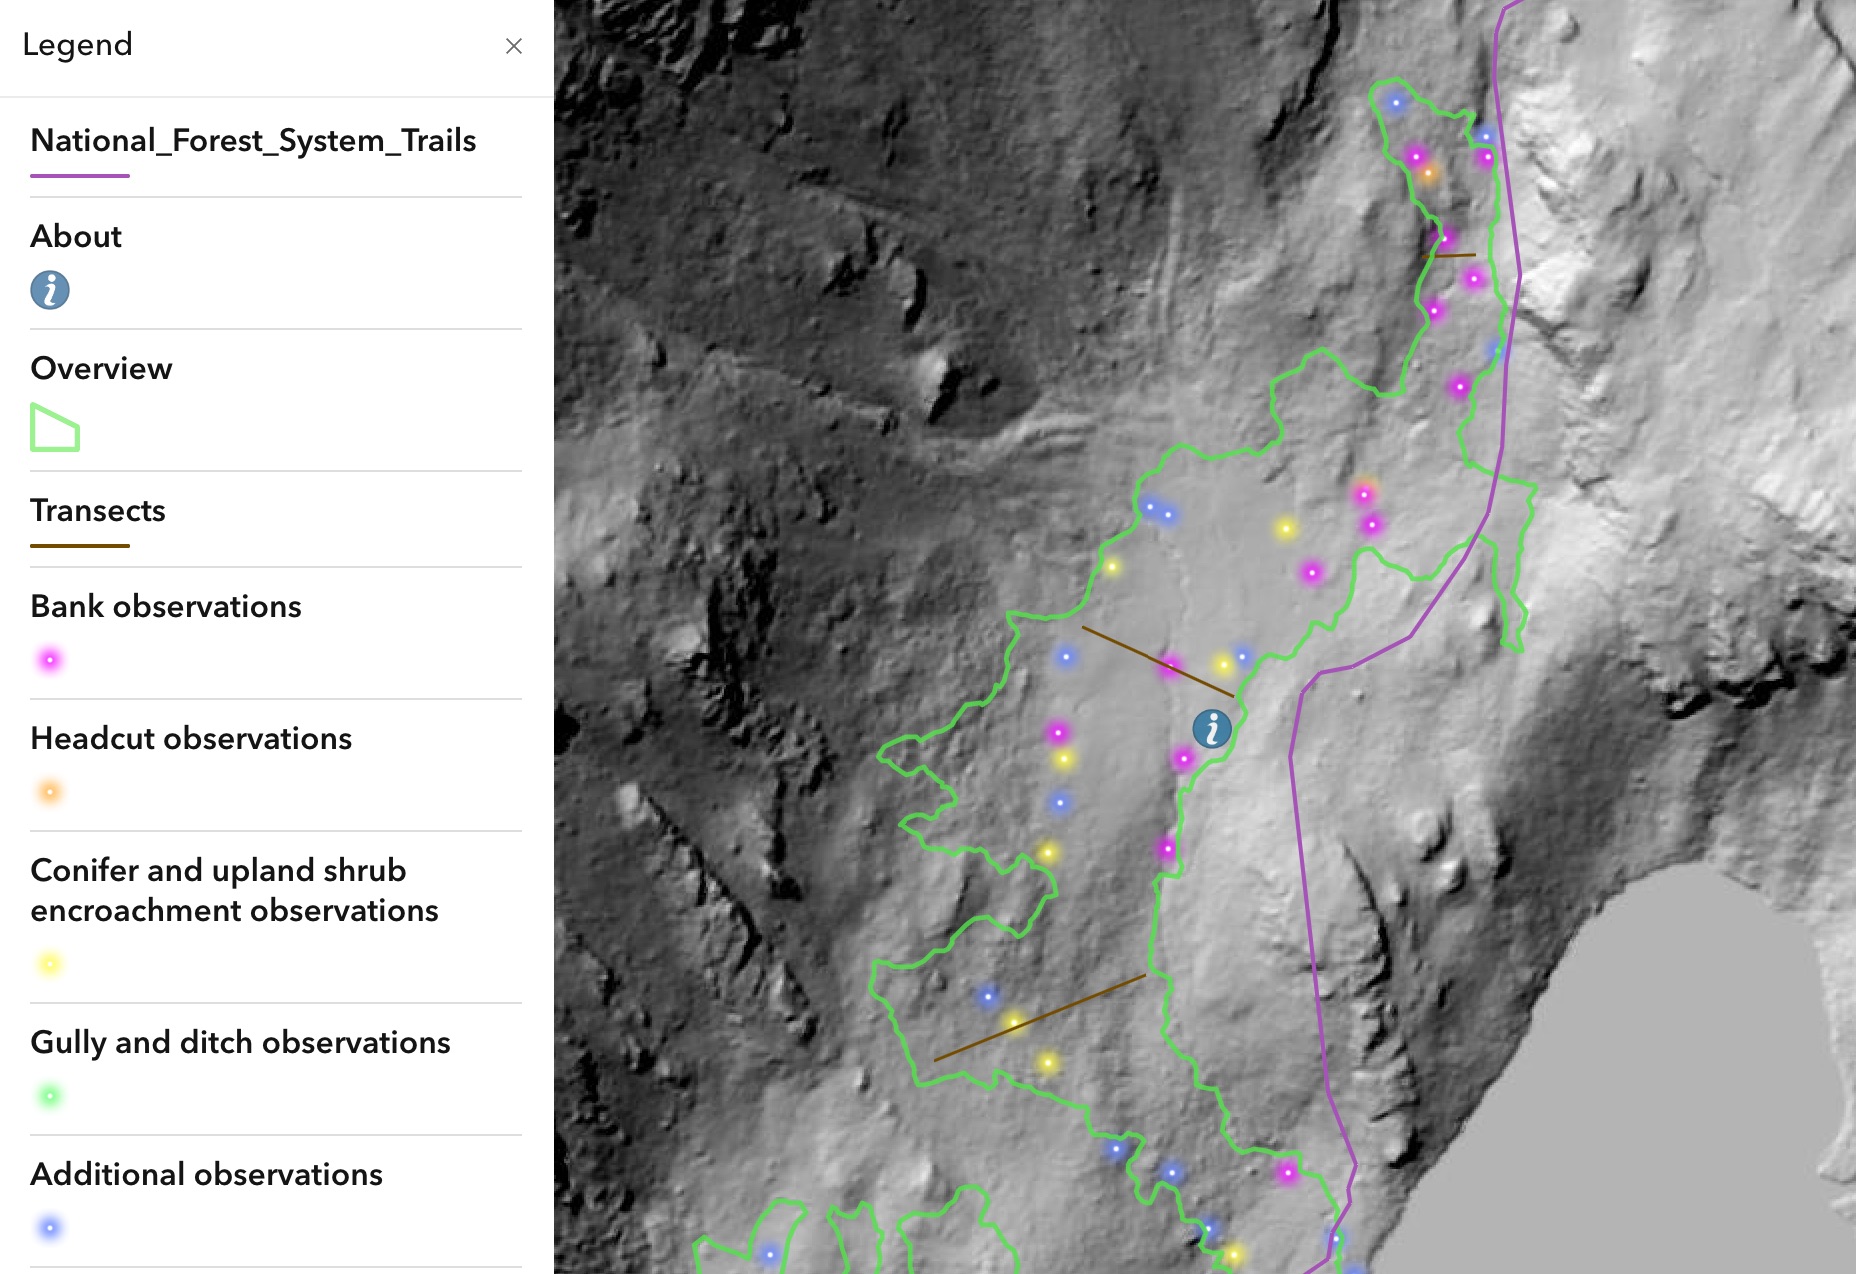 Legend
National_Forest_System_Trails
About
i
Overview
Transects
Bank observations
Headcut observations
Conifer and upland shrub
encroachment observations
Gully and ditch observations
Additional observations
i